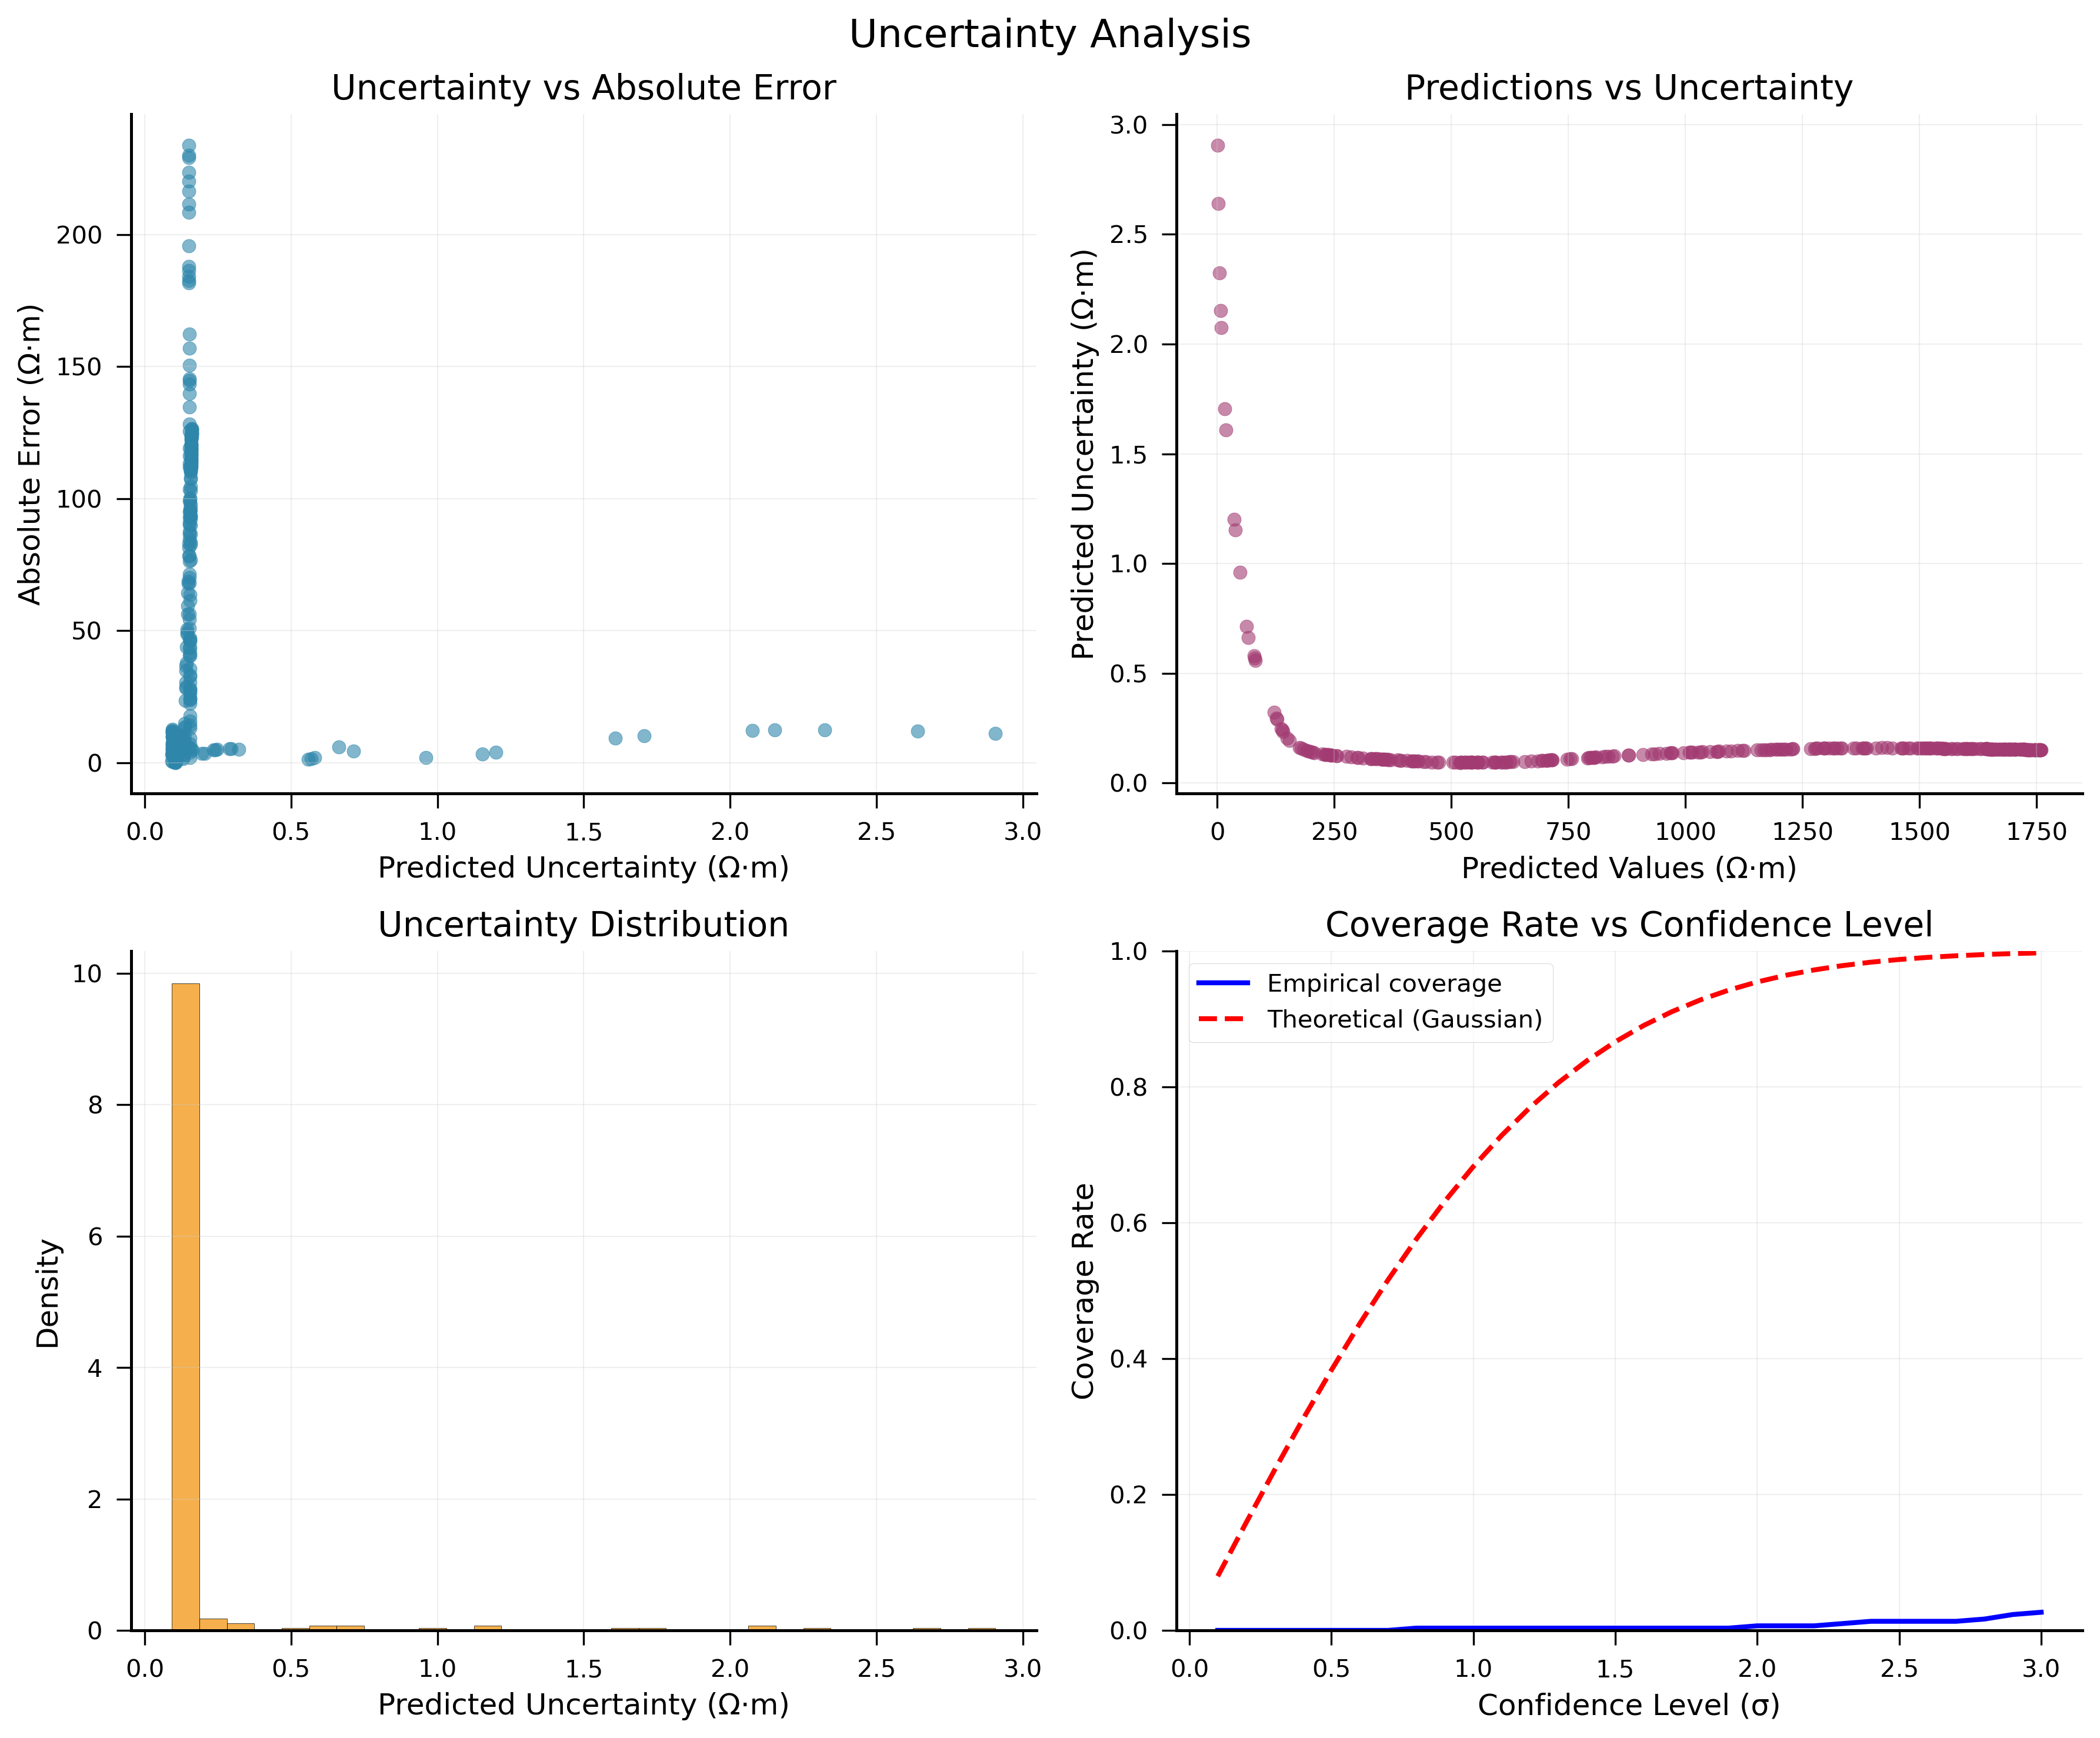 Uncertainty Analysis
Uncertainty vs Absolute Error
Absolute Error (Ω·m)
200
150
100
50
0
0.0 0.5 1.0 1.5 2.0 2.5 3.0
Predicted Uncertainty (Ω·m)
Predictions vs Uncertainty
Predicted Uncertainty (Ω·m)
3.0
2.5
2.0
1.5
1.0
0.5
0.0
0 250 500 750 1000 1250 1500 1750
Predicted Values (Ω·m)
Uncertainty Distribution
Density
10
8
6
4
2
0
0.0 0.5 1.0 1.5 2.0 2.5 3.0
Predicted Uncertainty (Ω·m)
Coverage Rate vs Confidence Level
Empirical coverage
Theoretical (Gaussian)
Coverage Rate
1.0
0.8
0.6
0.4
0.2
0.0
0.0 0.5 1.0 1.5 2.0 2.5 3.0
Confidence Level (σ)